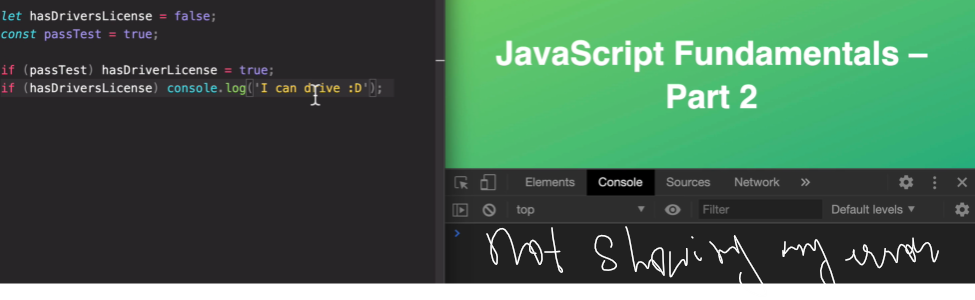 let hasDriversLicense = false;
const passTest = true;
if (passTest) hasDriverLicense = true;
if (hasDriversLicense) console.log('I can drive :D');
JavaScript Fundamentals –
Part 2
Elements Console Sources Network »
top Filter Default levels ▼
not showing my error